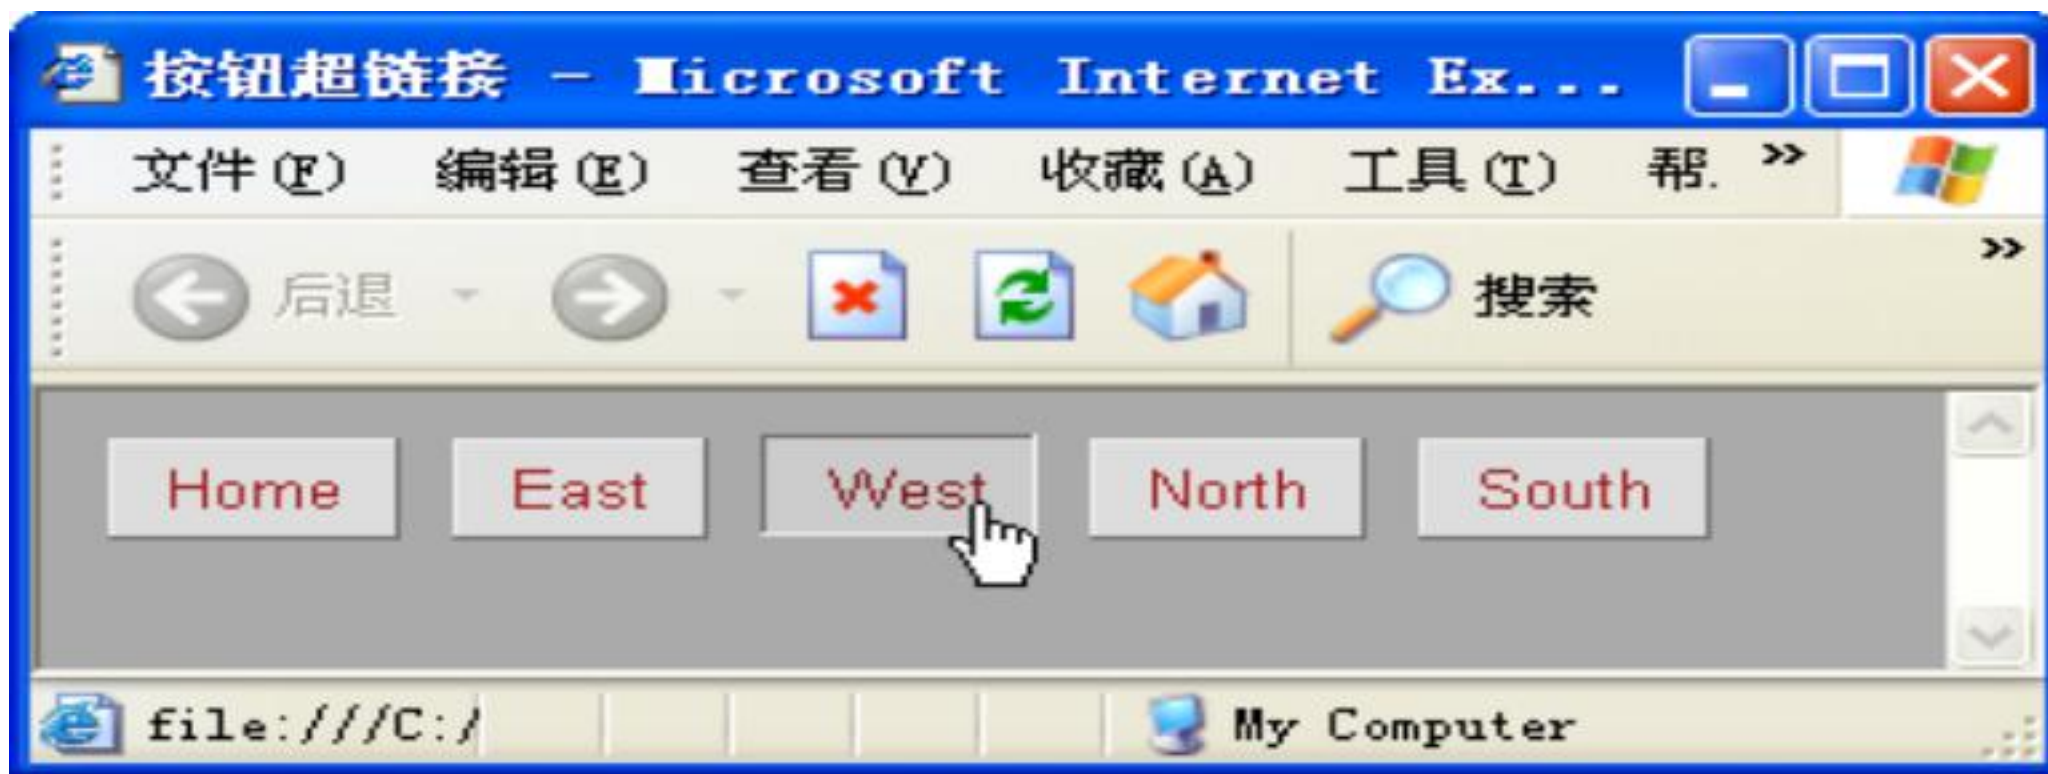 按钮超链接 - Microsoft Internet Ex...
文件(F) 编辑(E) 查看(V) 收藏(A) 工具(T) 帮. »
后退 搜索 »
Home East West North South
file:///C:/ My Computer